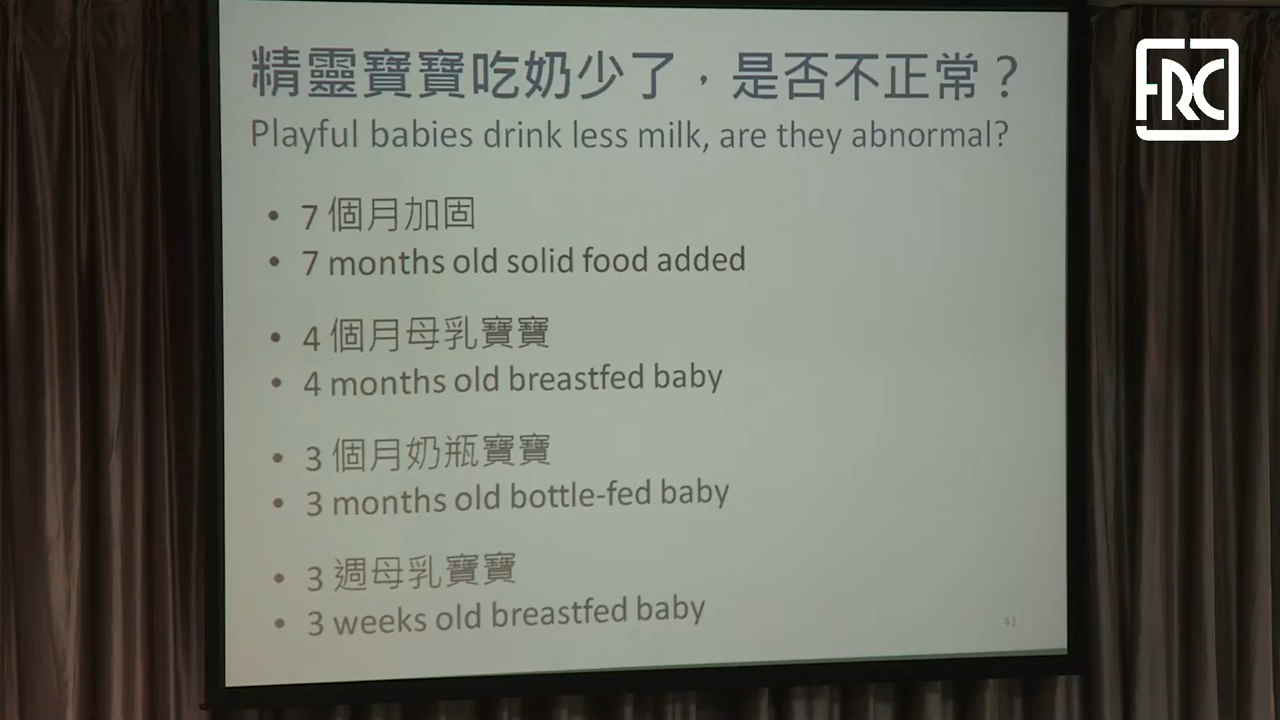 精靈寶寶吃奶少了，是否不正常？
Playful babies drink less milk, are they abnormal?
• 7 個月加固
• 7 months old solid food added
• 4 個月母乳寶寶
• 4 months old breastfed baby
• 3 個月奶瓶寶寶
• 3 months old bottle-fed baby
• 3 週母乳寶寶
• 3 weeks old breastfed baby
41
FRC